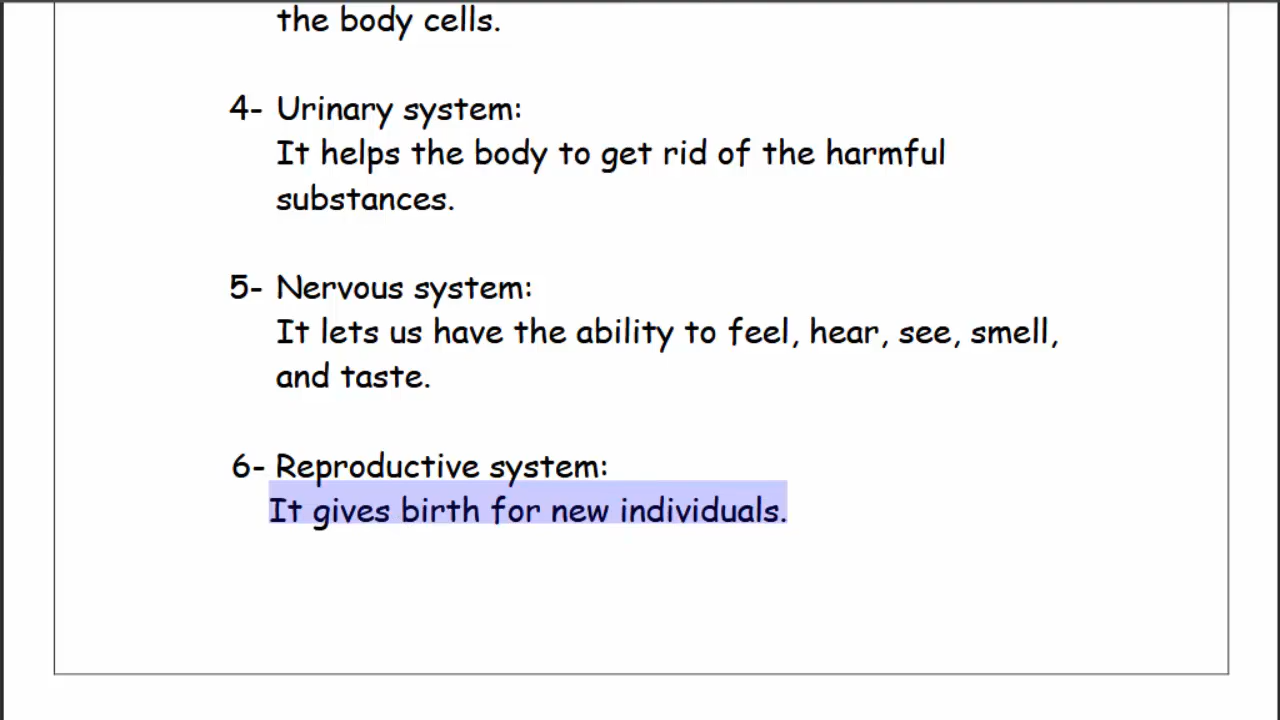 the body cells.
4- Urinary system:
It helps the body to get rid of the harmful
substances.
5- Nervous system:
It lets us have the ability to feel, hear, see, smell,
and taste.
6- Reproductive system:
It gives birth for new individuals.